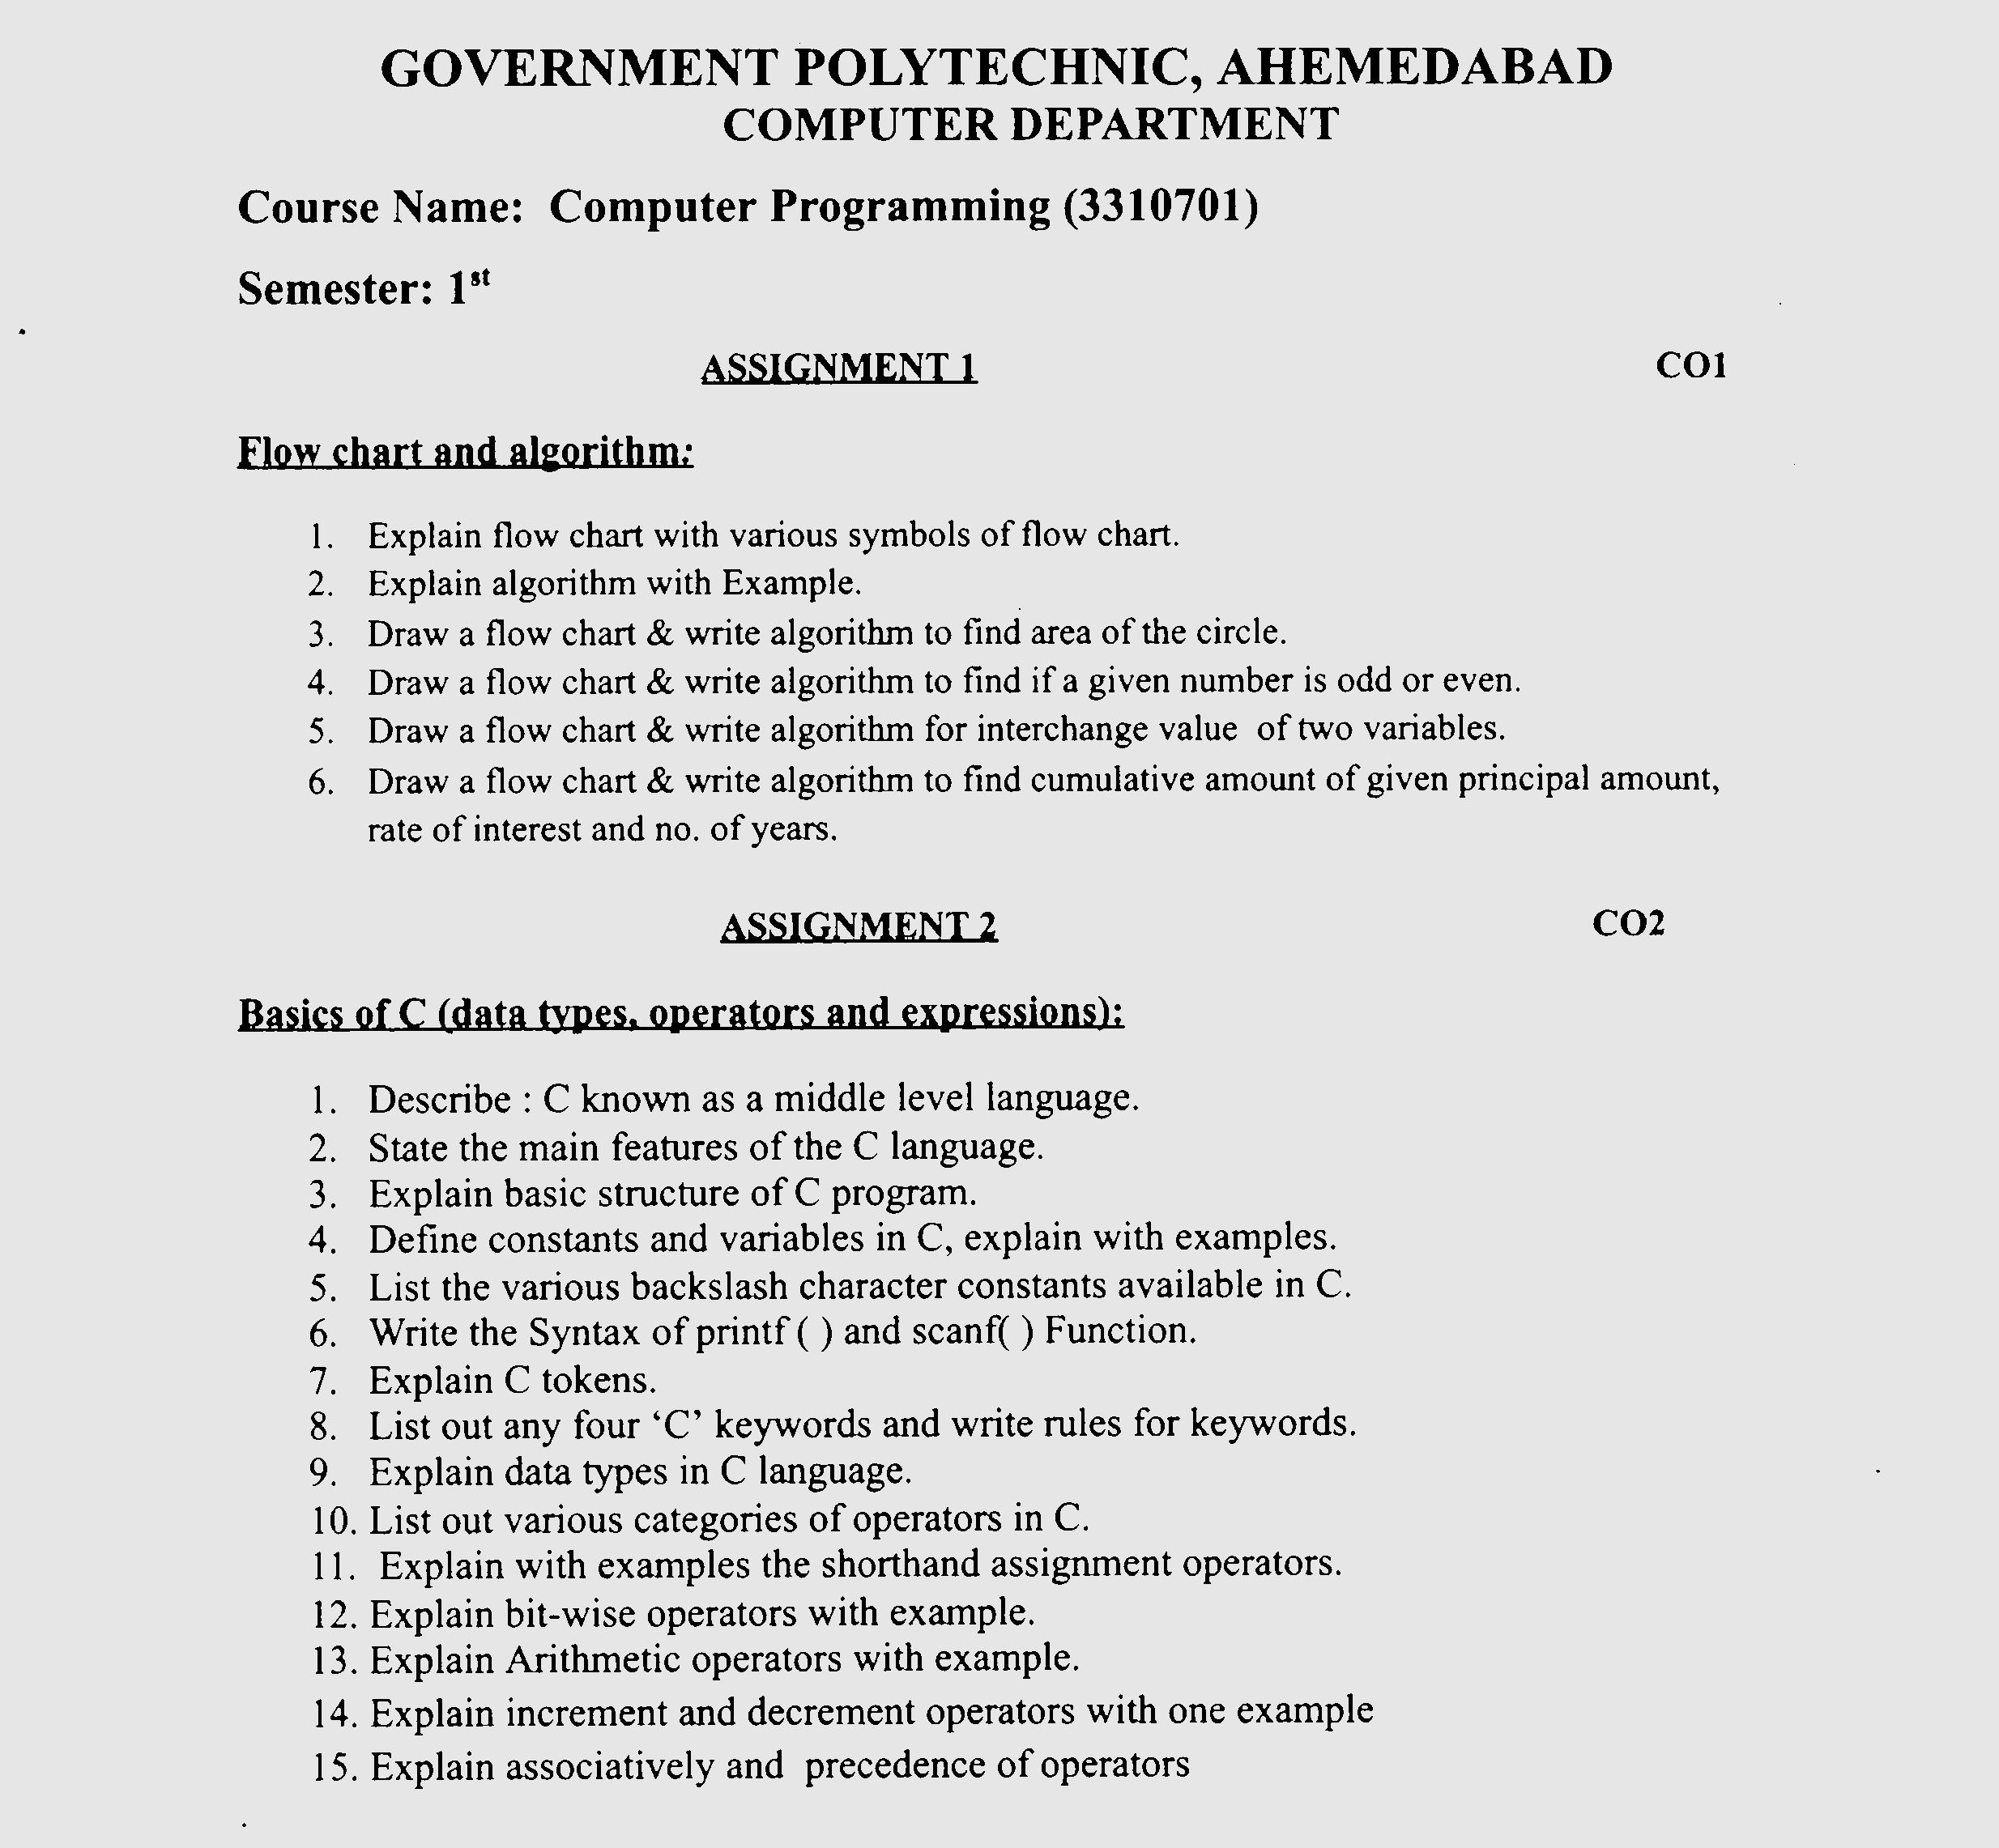 GOVERNMENT POLYTECHNIC, AHEMEDABAD
COMPUTER DEPARTMENT
Course Name: Computer Programming (3310701)
Semester: 1st
ASSIGNMENT 1 CO1
Flow chart and algorithm:
1. Explain flow chart with various symbols of flow chart.
2. Explain algorithm with Example.
3. Draw a flow chart & write algorithm to find area of the circle.
4. Draw a flow chart & write algorithm to find if a given number is odd or even.
5. Draw a flow chart & write algorithm for interchange value of two variables.
6. Draw a flow chart & write algorithm to find cumulative amount of given principal amount,
rate of interest and no. of years.
ASSIGNMENT 2 CO2
Basics of C (data types, operators and expressions):
1. Describe : C known as a middle level language.
2. State the main features of the C language.
3. Explain basic structure of C program.
4. Define constants and variables in C, explain with examples.
5. List the various backslash character constants available in C.
6. Write the Syntax of printf ( ) and scanf( ) Function.
7. Explain C tokens.
8. List out any four ‘C’ keywords and write rules for keywords.
9. Explain data types in C language.
10. List out various categories of operators in C.
11. Explain with examples the shorthand assignment operators.
12. Explain bit-wise operators with example.
13. Explain Arithmetic operators with example.
14. Explain increment and decrement operators with one example
15. Explain associatively and precedence of operators